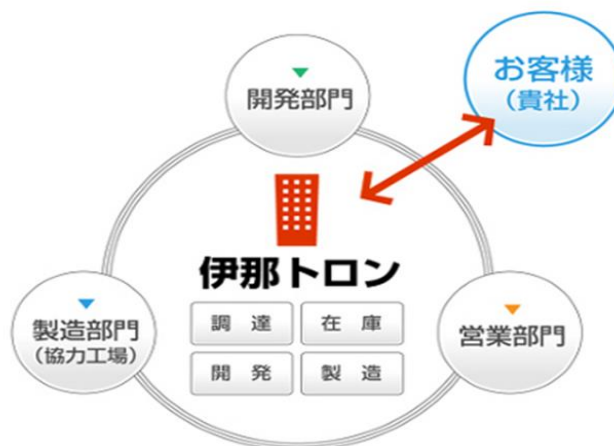 開発部門
お客様
(貴社)
伊那トロン
調達
在庫
開発
製造
製造部門
(協力工場)
営業部門